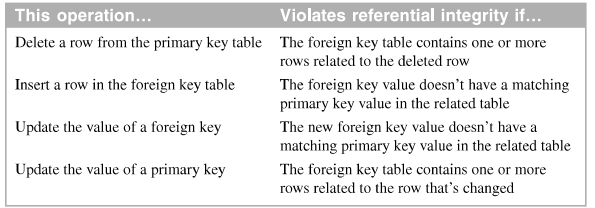 This operation... Violates referential integrity if...
Delete a row from the primary key table The foreign key table contains one or more
rows related to the deleted row
Insert a row in the foreign key table The foreign key value doesn't have a matching
primary key value in the related table
Update the value of a foreign key The new foreign key value doesn't have a
matching primary key value in the related table
Update the value of a primary key The foreign key table contains one or more
rows related to the row that's changed